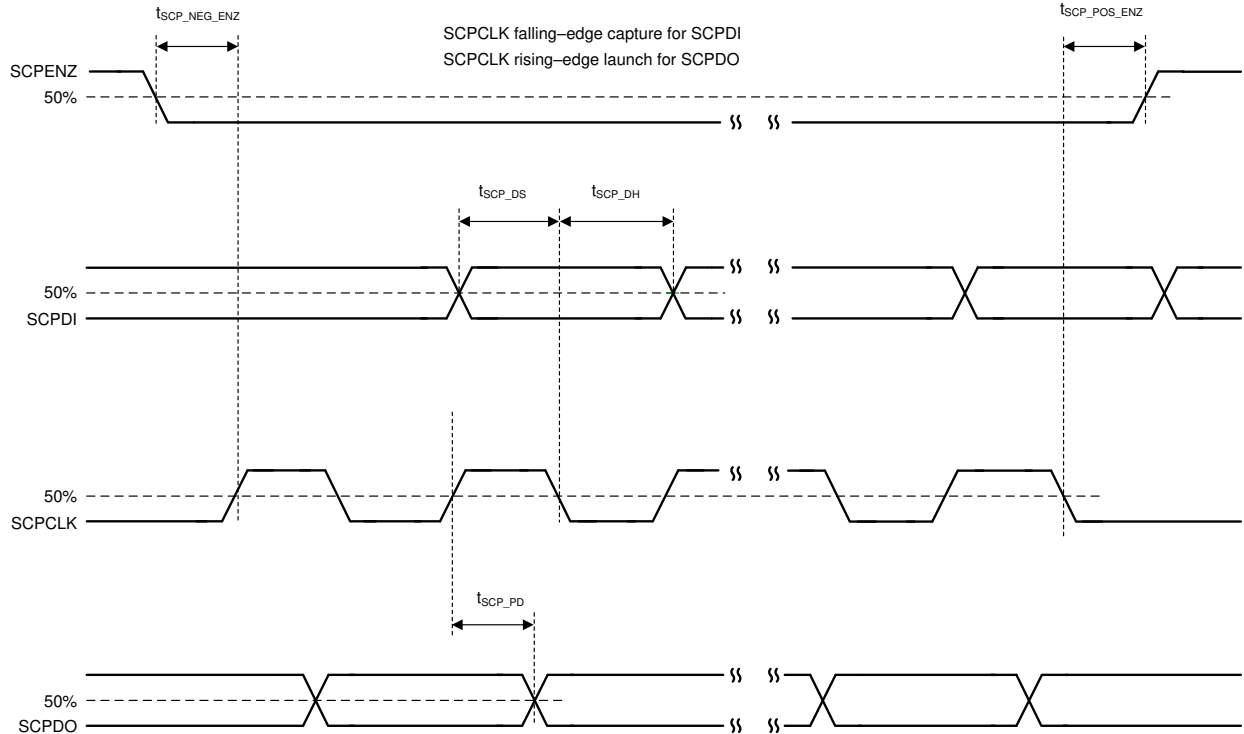 tSCP_NEG_ENZ
tSCP_POS_ENZ
SCPCLK falling–edge capture for SCPDI
SCPCLK rising–edge launch for SCPDO
SCPENZ
50%
tSCP_DS
tSCP_DH
50%
SCPDI
50%
SCPCLK
tSCP_PD
50%
SCPDO